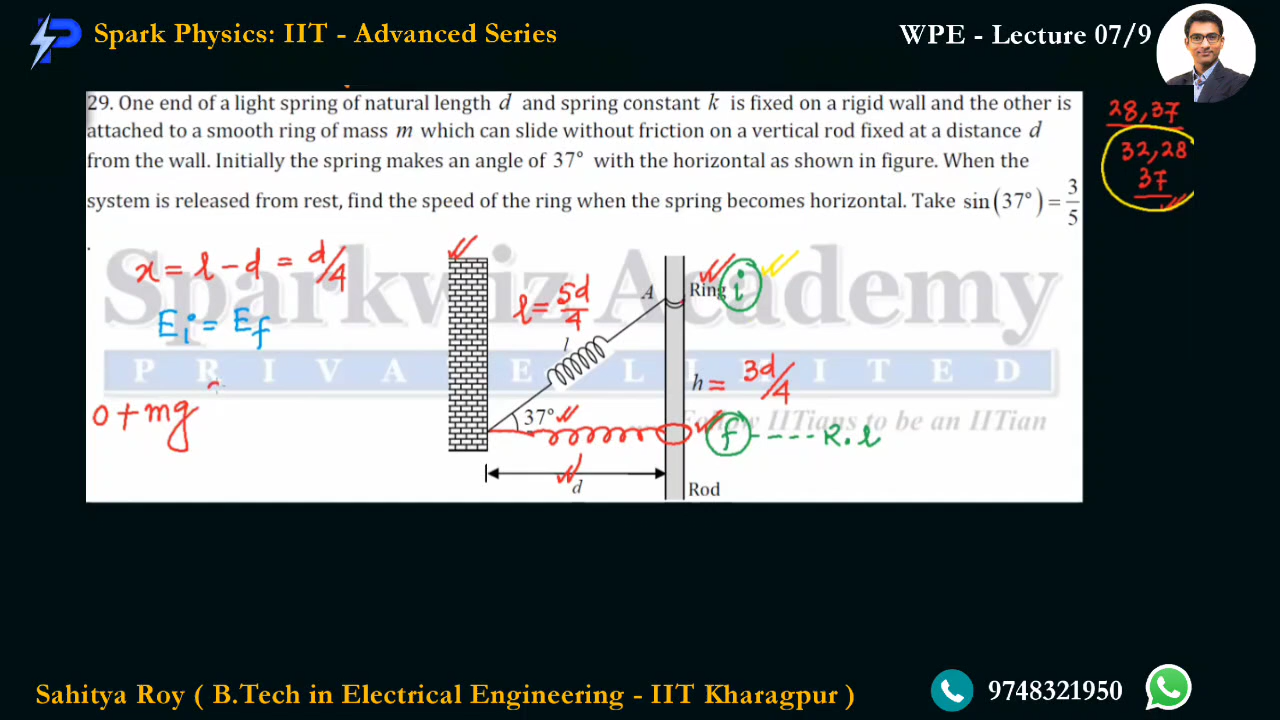 Spark Physics: IIT - Advanced Series
WPE - Lecture 07/9
29. One end of a light spring of natural length d and spring constant k is fixed on a rigid wall and the other is
attached to a smooth ring of mass m which can slide without friction on a vertical rod fixed at a distance d
from the wall. Initially the spring makes an angle of 37° with the horizontal as shown in figure. When the
system is released from rest, find the speed of the ring when the spring becomes horizontal. Take sin(37°) = 3/5
.
28, 37
32, 28
37
x = l - d = d/4
Ei = Ef
0 + mg
l = 5d/4
l
A
Ring
i
h = 3d/4
37°
f ---- R.l
d
Rod
Sparkwiz Academy
PRIVATE LIMITED
Follow IITians to be an IITian
Sahitya Roy ( B.Tech in Electrical Engineering - IIT Kharagpur )
9748321950